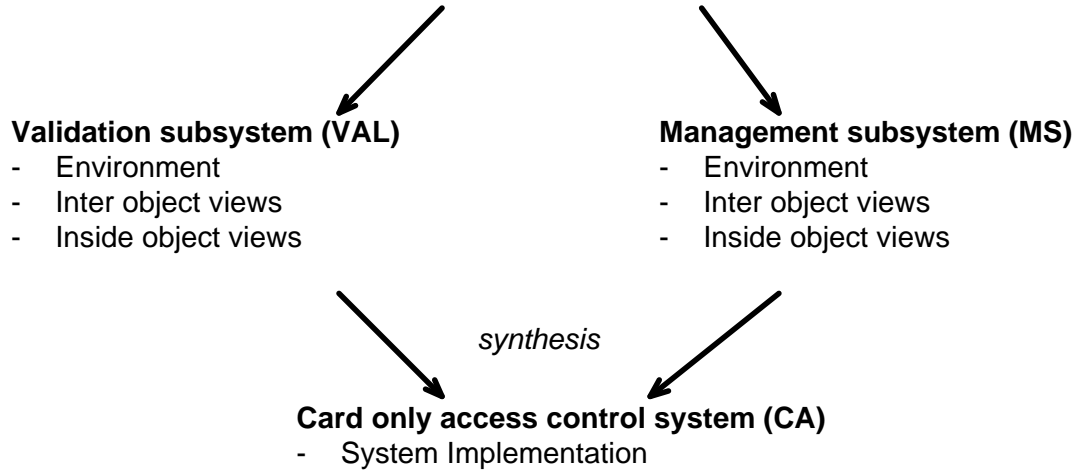 Validation subsystem (VAL)
- Environment
- Inter object views
- Inside object views
Management subsystem (MS)
- Environment
- Inter object views
- Inside object views
synthesis
Card only access control system (CA)
- System Implementation